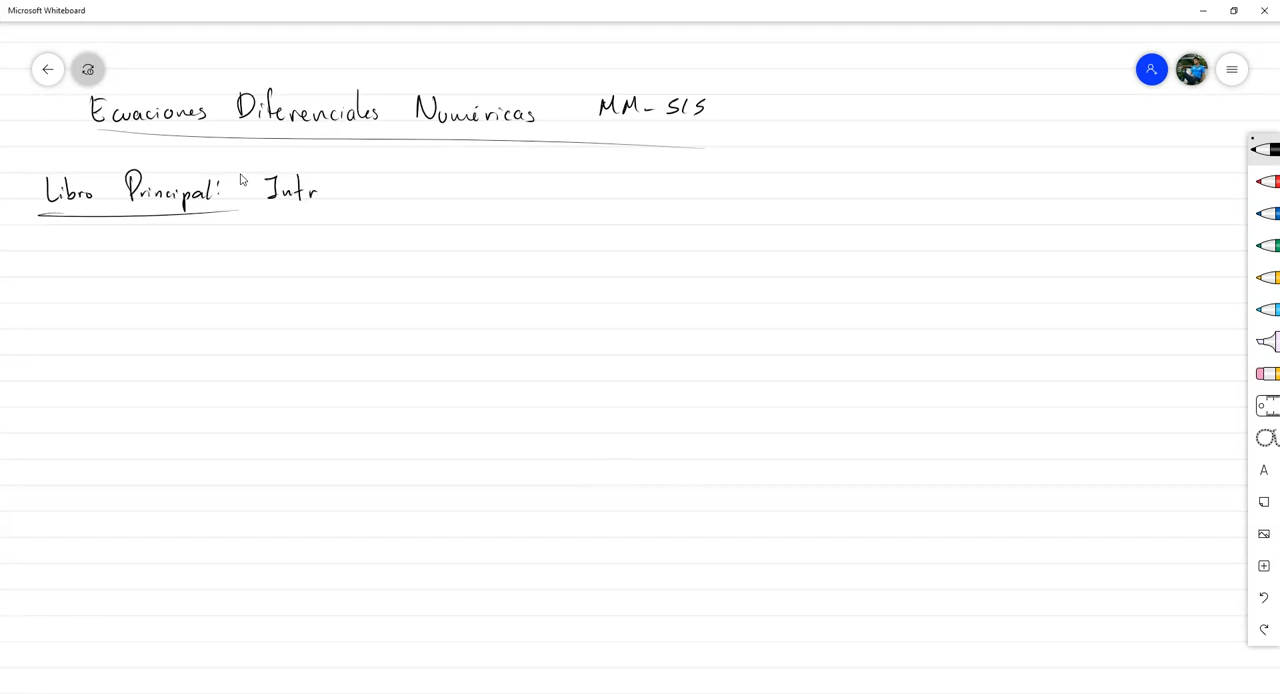 Microsoft Whiteboard
Ecuaciones Diferenciales Numéricas MM-515
Libro Principal: Intr
A